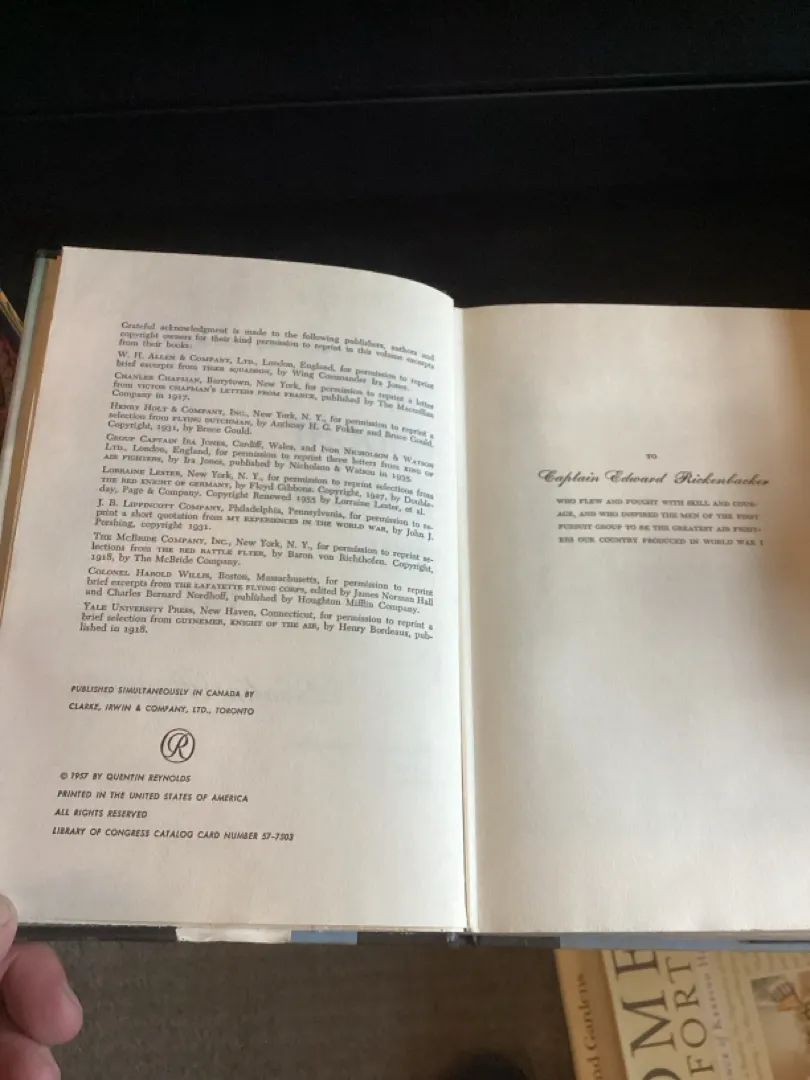 Grateful acknowledgment is made to the following publishers, authors and
copyright owners for their kind permission to reprint in this volume excerpts
from their books:
W. H. ALLEN & COMPANY, LTD., London, England, for permission to reprint
brief excerpts from TIGER SQUADRON, by Wing Commander Ira Jones.
CHANLER CHAPMAN, Barrytown, New York, for permission to reprint a letter
from VICTOR CHAPMAN'S LETTERS FROM FRANCE, published by The Macmillan
Company in 1917.
HENRY HOLT & COMPANY, INC., New York, N. Y., for permission to reprint a
selection from FLYING DUTCHMAN, by Anthony H. G. Fokker and Bruce Gould.
Copyright, 1931, by Bruce Gould.
GROUP CAPTAIN IRA JONES, Cardiff, Wales, and IVON NICHOLSON & WATSON
LTD., London, England, for permission to reprint three letters from KING OF
AIR FIGHTERS, by Ira Jones, published by Nicholson & Watson in 1935.
LORRAINE LESTER, New York, N. Y., for permission to reprint selections from
THE RED KNIGHT OF GERMANY, by Floyd Gibbons. Copyright, 1927, by Double-
day, Page & Company. Copyright Renewed 1955 by Lorraine Lester, et al.
J. B. LIPPINCOTT COMPANY, Philadelphia, Pennsylvania, for permission to re-
print a short quotation from MY EXPERIENCES IN THE WORLD WAR, by John J.
Pershing, copyright 1931.
THE MCBRIDE COMPANY, INC., New York, N. Y., for permission to reprint se-
lections from THE RED BATTLE FLYER, by Baron von Richthofen. Copyright,
1918, by The McBride Company.
COLONEL HAROLD WILLIS, Boston, Massachusetts, for permission to reprint
brief excerpts from THE LAFAYETTE FLYING CORPS, edited by James Norman Hall
and Charles Bernard Nordhoff, published by Houghton Mifflin Company.
YALE UNIVERSITY PRESS, New Haven, Connecticut, for permission to reprint a
brief selection from GUYNEMER, KNIGHT OF THE AIR, by Henry Bordeaux, pub-
lished in 1918.
PUBLISHED SIMULTANEOUSLY IN CANADA BY
CLARKE, IRWIN & COMPANY, LTD., TORONTO
R
© 1957 BY QUENTIN REYNOLDS
PRINTED IN THE UNITED STATES OF AMERICA
ALL RIGHTS RESERVED
LIBRARY OF CONGRESS CATALOG CARD NUMBER 57-7503
TO
Captain Edward Rickenbacker
WHO FLEW AND FOUGHT WITH SKILL AND COUR-
AGE, AND WHO INSPIRED THE MEN OF THE FIRST
PURSUIT GROUP TO BE THE GREATEST AIR FIGHT-
ERS OUR COUNTRY PRODUCED IN WORLD WAR I
Gardens